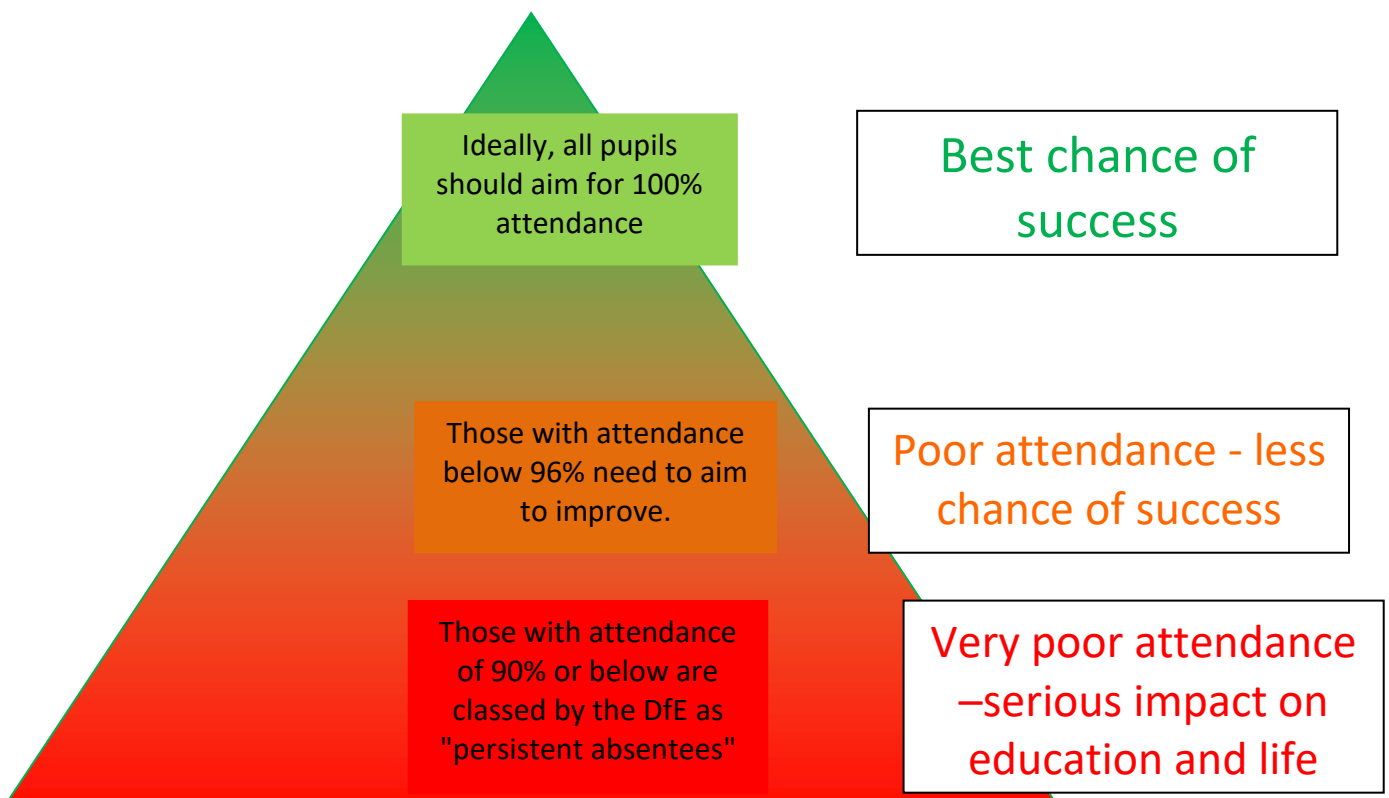 Ideally, all pupils
should aim for 100%
attendance
Best chance of
success
Those with attendance
below 96% need to aim
to improve.
Poor attendance - less
chance of success
Those with attendance
of 90% or below are
classed by the DfE as
"persistent absentees"
Very poor attendance
–serious impact on
education and life